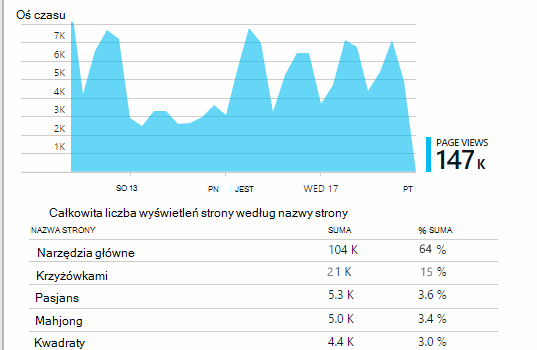 Oś czasu
7K
6K
5K
4K
3K
2K
1K
SO 13
PN
JEST
WED 17
PT
PAGE VIEWS
147 K
Całkowita liczba wyświetleń strony według nazwy strony
NAZWA STRONY SUMA % SUMA
Narzędzia główne 104 K 64 %
Krzyżówkami 21 K 15 %
Pasjans 5.3 K 3.6 %
Mahjong 5.0 K 3.4 %
Kwadraty 4.4 K 3.0 %